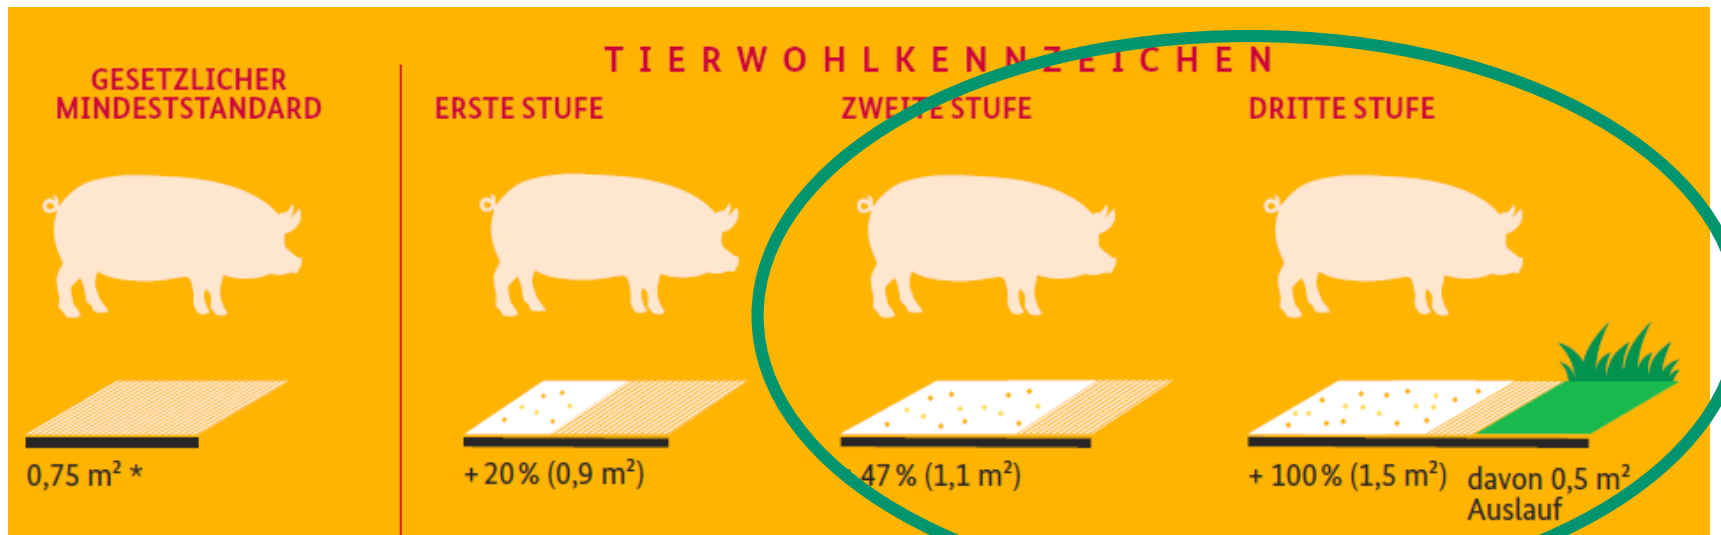 TIERWOHLKENNZEICHEN
GESETZLICHER
MINDESTSTANDARD
ERSTE STUFE
ZWEITE STUFE
DRITTE STUFE
0,75 m² *
+ 20 % (0,9 m²)
47 % (1,1 m²)
+ 100 % (1,5 m²)
davon 0,5 m²
Auslauf